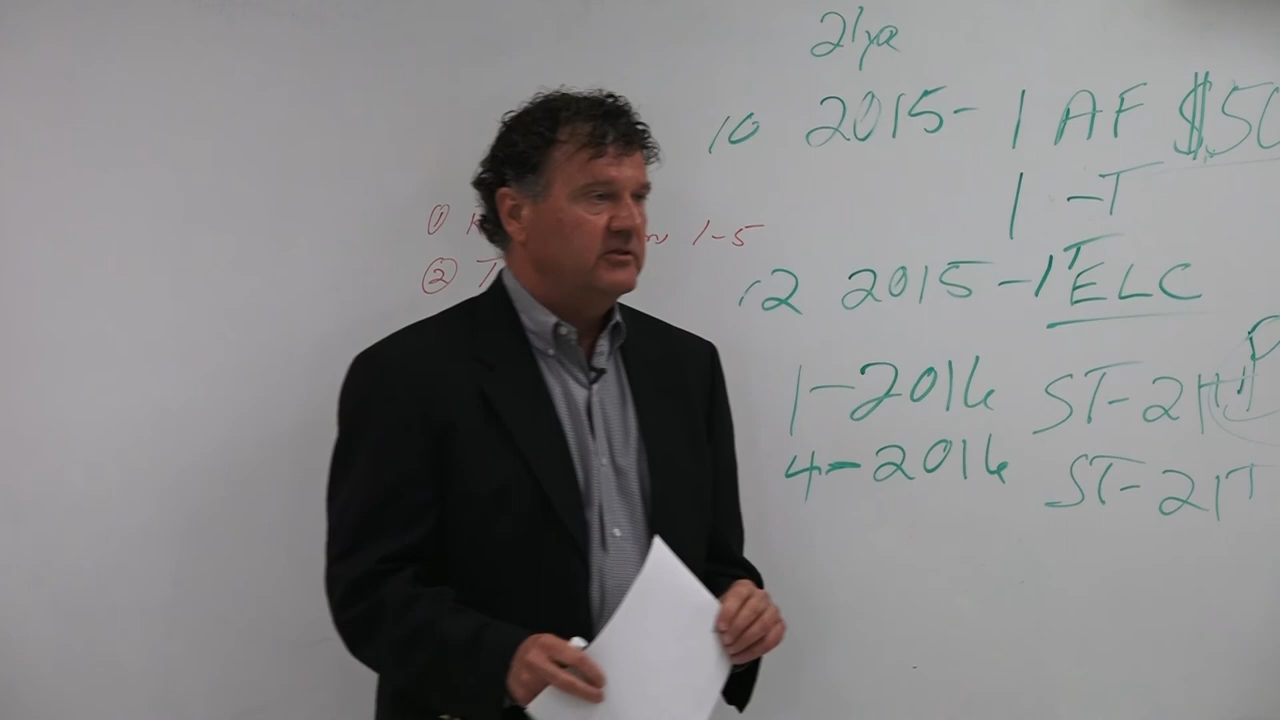 21ya
10 2015- 1 AF $50
1 -T
① 1-5
②
12 2015-1T ELC
1-2016 ST-21
4-2016 ST-21T